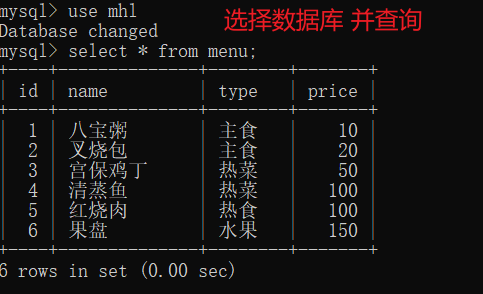 mysql> use mhl
选择数据库 并查询
Database changed
mysql> select * from menu;
+----+--------------+-------+-------+
| id | name | type | price |
+----+--------------+-------+-------+
| 1 | 八宝粥 | 主食 | 10 |
| 2 | 叉烧包 | 主食 | 20 |
| 3 | 宫保鸡丁 | 热菜 | 50 |
| 4 | 清蒸鱼 | 热菜 | 100 |
| 5 | 红烧肉 | 热食 | 100 |
| 6 | 果盘 | 水果 | 150 |
+----+--------------+-------+-------+
6 rows in set (0.00 sec)